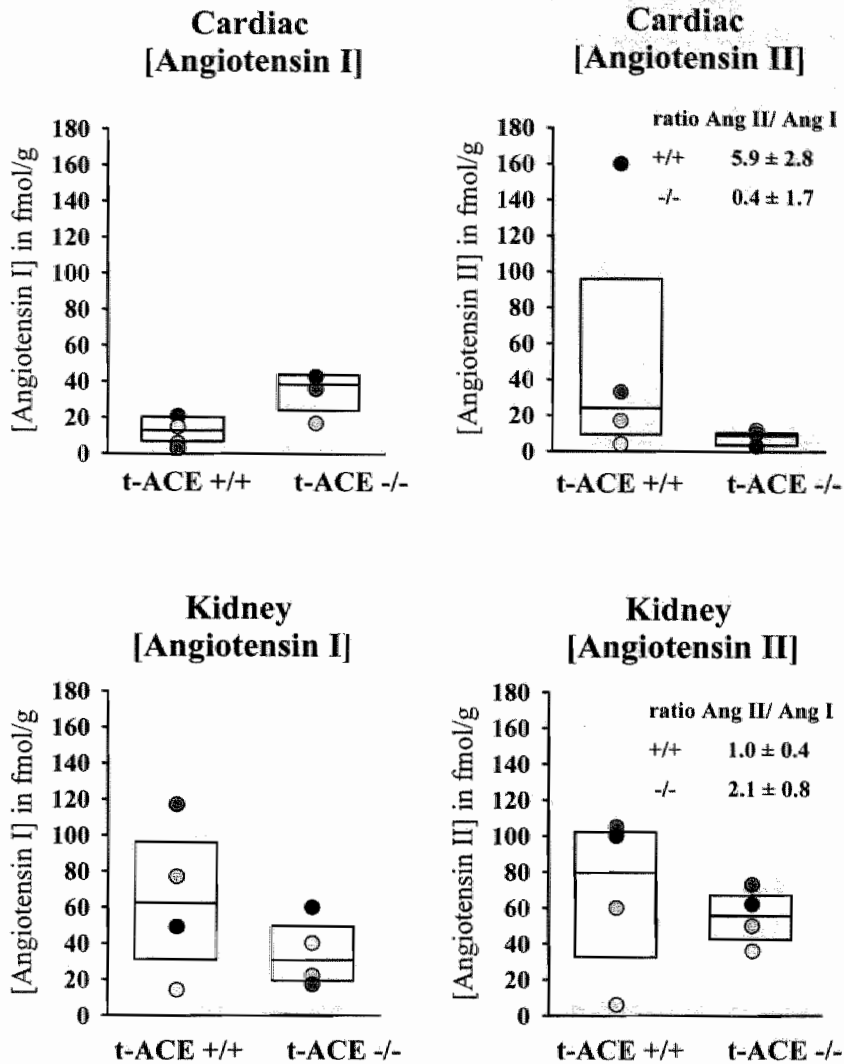 Cardiac
[Angiotensin I]
[Angiotensin I] in fmol/g
180
160
140
120
100
80
60
40
20
0
t-ACE +/+ t-ACE -/-
Cardiac
[Angiotensin II]
[Angiotensin II] in fmol/g
180
160
140
120
100
80
60
40
20
0
ratio Ang II/ Ang I
+/+ 5.9 ± 2.8
-/- 0.4 ± 1.7
t-ACE +/+ t-ACE -/-
Kidney
[Angiotensin I]
[Angiotensin I] in fmol/g
180
160
140
120
100
80
60
40
20
0
t-ACE +/+ t-ACE -/-
Kidney
[Angiotensin II]
[Angiotensin II] in fmol/g
180
160
140
120
100
80
60
40
20
0
ratio Ang II/ Ang I
+/+ 1.0 ± 0.4
-/- 2.1 ± 0.8
t-ACE +/+ t-ACE -/-